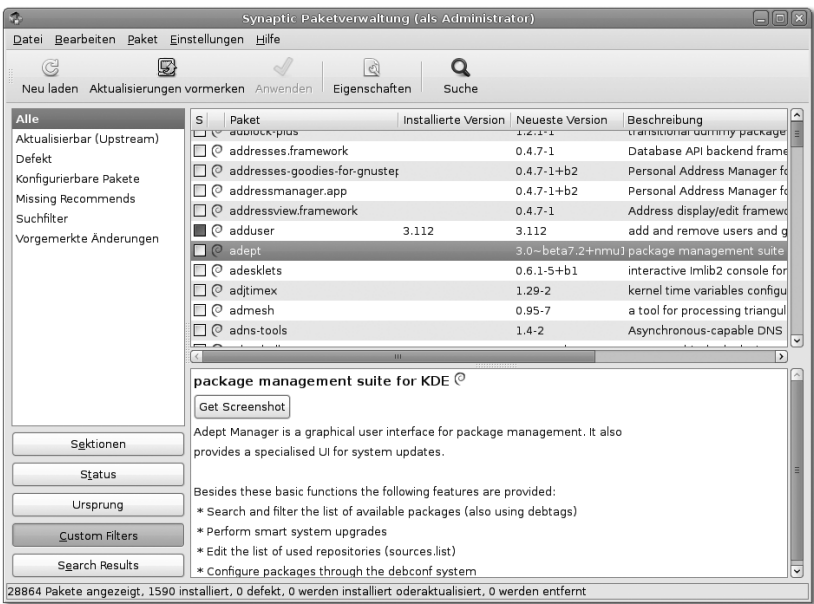 Synaptic Paketverwaltung (als Administrator)
Datei Bearbeiten Paket Einstellungen Hilfe
Neu laden Aktualisierungen vormerken Anwenden Eigenschaften Suche
Alle
Aktualisierbar (Upstream)
Defekt
Konfigurierbare Pakete
Missing Recommends
Suchfilter
Vorgemerkte Änderungen
Sektionen
Status
Ursprung
Custom Filters
Search Results
S Paket Installierte Version Neueste Version Beschreibung
adblock-plus 1.2.1-1 transitional dummy package
addresses.framework 0.4.7-1 Database API backend frame
addresses-goodies-for-gnustep 0.4.7-1+b2 Personal Address Manager fo
addressmanager.app 0.4.7-1+b2 Personal Address Manager fo
addressview.framework 0.4.7-1 Address display/edit framewo
adduser 3.112 3.112 add and remove users and g
adept 3.0~beta7.2+nmu1 package management suite
adesklets 0.6.1-5+b1 interactive Imlib2 console for
adjtimex 1.29-2 kernel time variables configu
admesh 0.95-7 a tool for processing triangul
adns-tools 1.4-2 Asynchronous-capable DNS
package management suite for KDE
Get Screenshot
Adept Manager is a graphical user interface for package management. It also
provides a specialised UI for system updates.
Besides these basic functions the following features are provided:
* Search and filter the list of available packages (also using debtags)
* Perform smart system upgrades
* Edit the list of used repositories (sources.list)
* Configure packages through the debconf system
28864 Pakete angezeigt, 1590 installiert, 0 defekt, 0 werden installiert oderaktualisiert, 0 werden entfernt